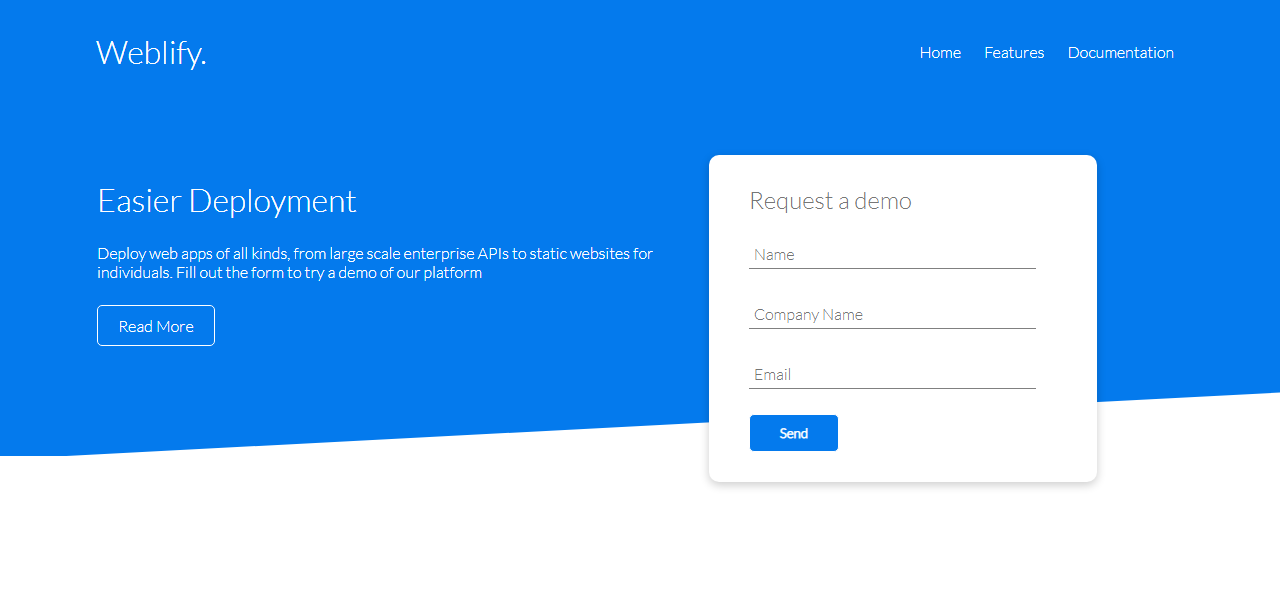 Weblify.
Home Features Documentation
Easier Deployment
Deploy web apps of all kinds, from large scale enterprise APIs to static websites for
individuals. Fill out the form to try a demo of our platform
Read More
Request a demo
Name
Company Name
Email
Send